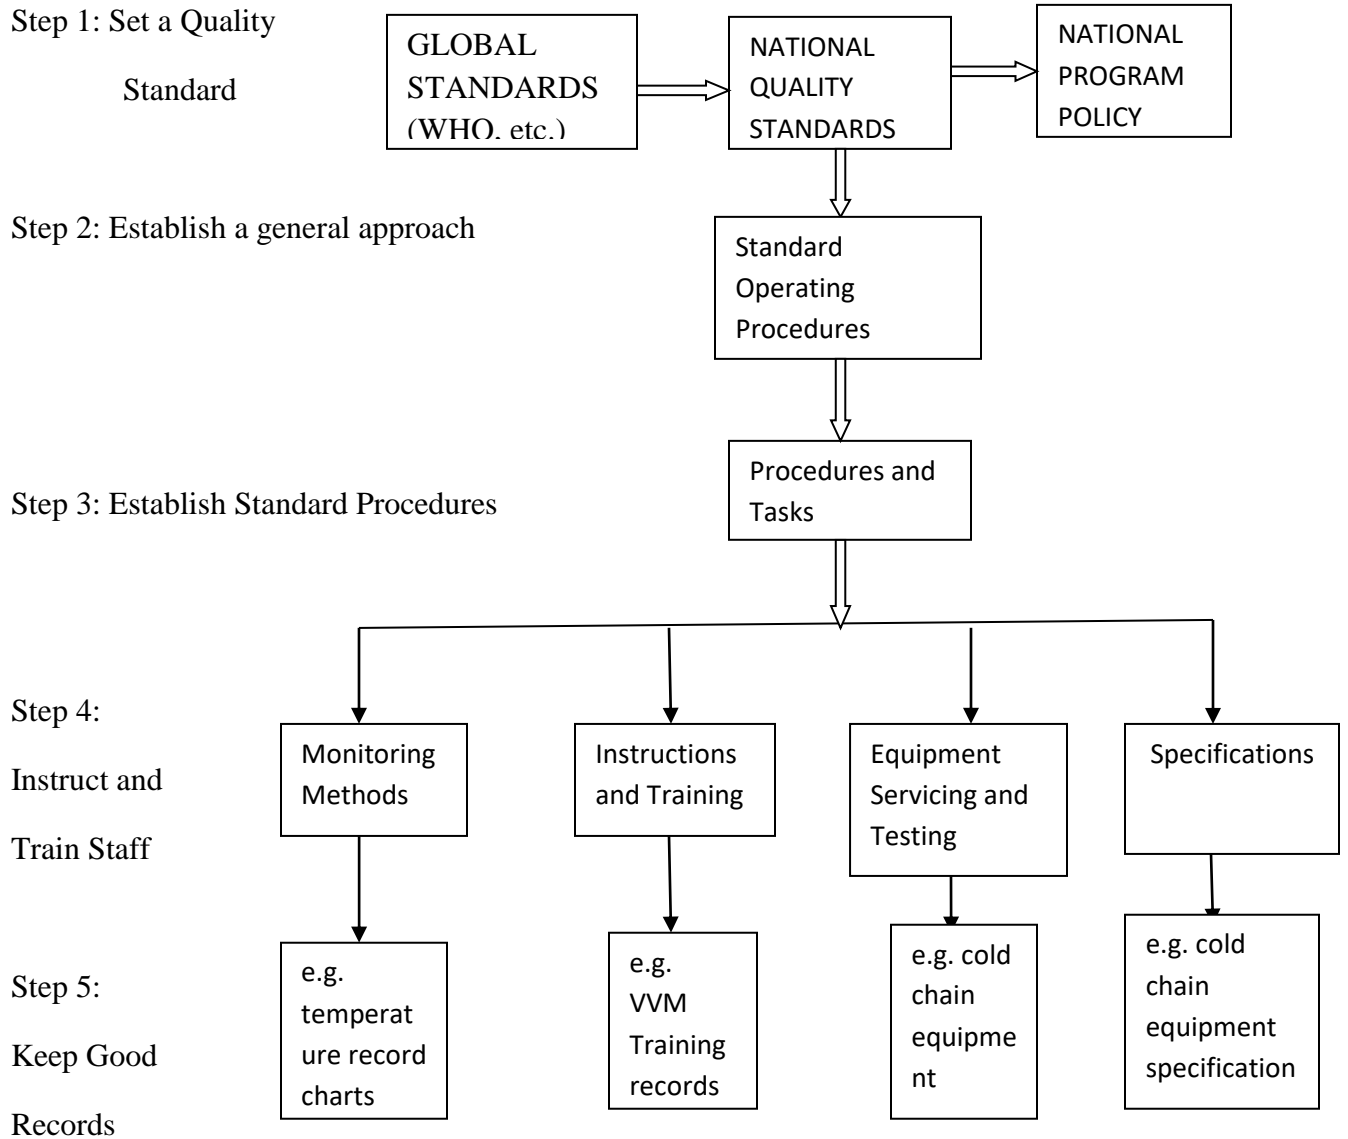 Step 1: Set a Quality
Standard
GLOBAL
STANDARDS
(WHO, etc.)
NATIONAL
QUALITY
STANDARDS
NATIONAL
PROGRAM
POLICY
Step 2: Establish a general approach
Standard
Operating
Procedures
Step 3: Establish Standard Procedures
Procedures and
Tasks
Step 4:
Instruct and
Train Staff
Monitoring
Methods
Instructions
and Training
Equipment
Servicing and
Testing
Specifications
Step 5:
Keep Good
Records
e.g.
temperat
ure record
charts
e.g.
VVM
Training
records
e.g. cold
chain
equipme
nt
e.g. cold
chain
equipment
specification